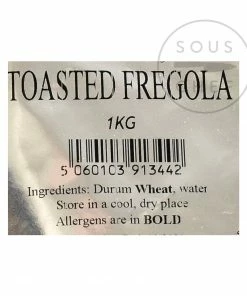 SOUS
TOASTED FREGOLA
1KG
5 060103 913442
Ingredients: Durum Wheat, water
Store in a cool, dry place
Allergens are in BOLD